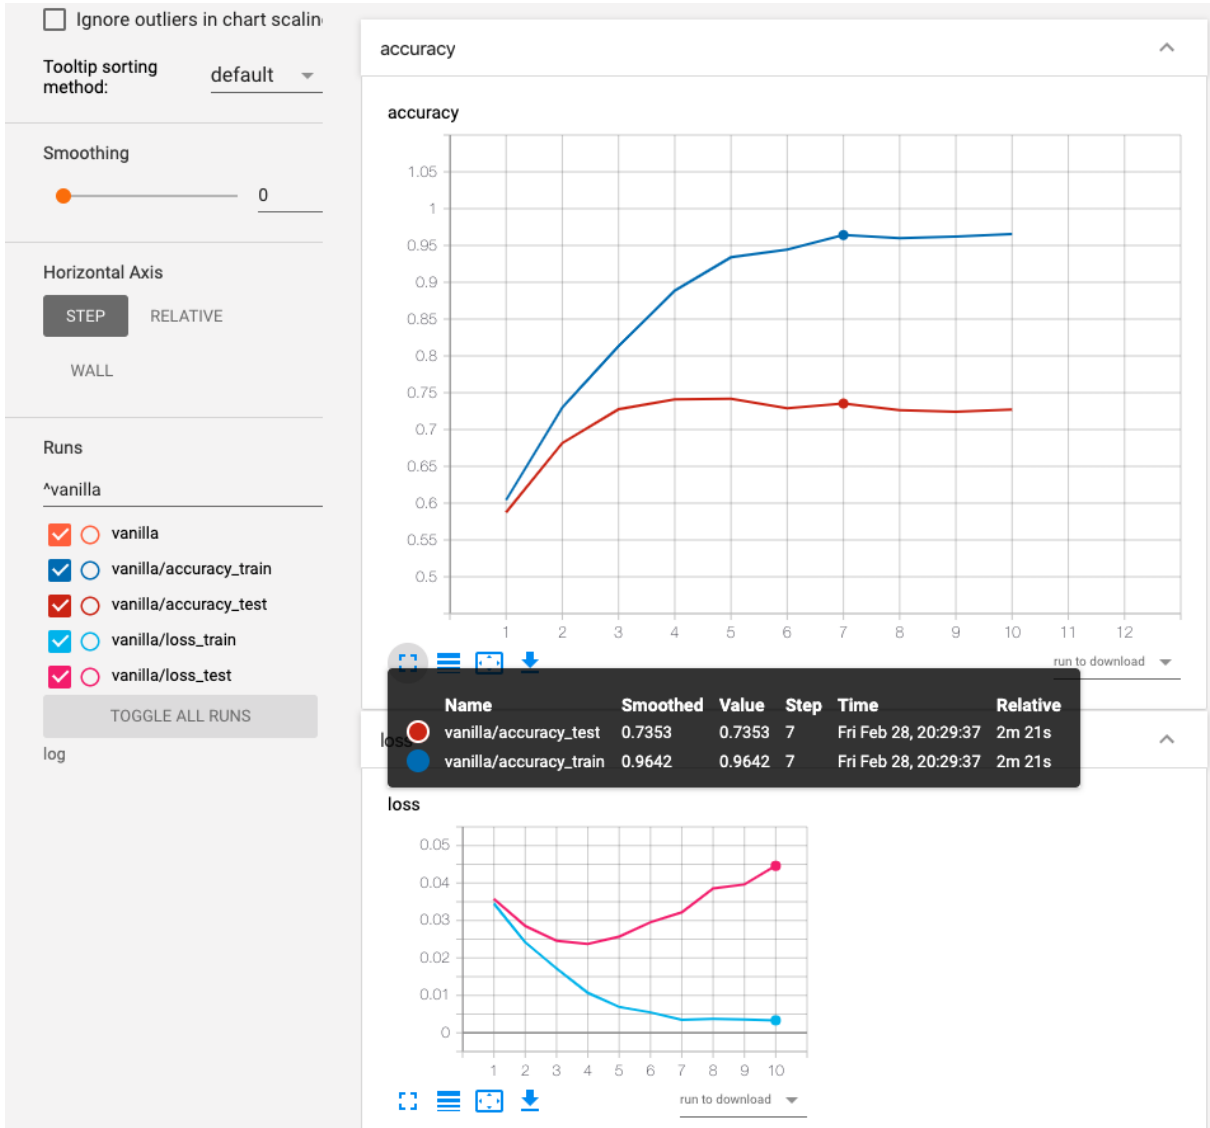 Ignore outliers in chart scalin
Tooltip sorting
method:
default
Smoothing
0
Horizontal Axis
STEP RELATIVE
WALL
Runs
^vanilla
vanilla
vanilla/accuracy_train
vanilla/accuracy_test
vanilla/loss_train
vanilla/loss_test
TOGGLE ALL RUNS
log
accuracy
accuracy
1.05
1
0.95
0.9
0.85
0.8
0.75
0.7
0.65
0.6
0.55
0.5
1 2 3 4 5 6 7 8 9 10 11 12
run to download
Name Smoothed Value Step Time Relative
vanilla/accuracy_test 0.7353 0.7353 7 Fri Feb 28, 20:29:37 2m 21s
vanilla/accuracy_train 0.9642 0.9642 7 Fri Feb 28, 20:29:37 2m 21s
loss
loss
0.05
0.04
0.03
0.02
0.01
0
1 2 3 4 5 6 7 8 9 10
run to download